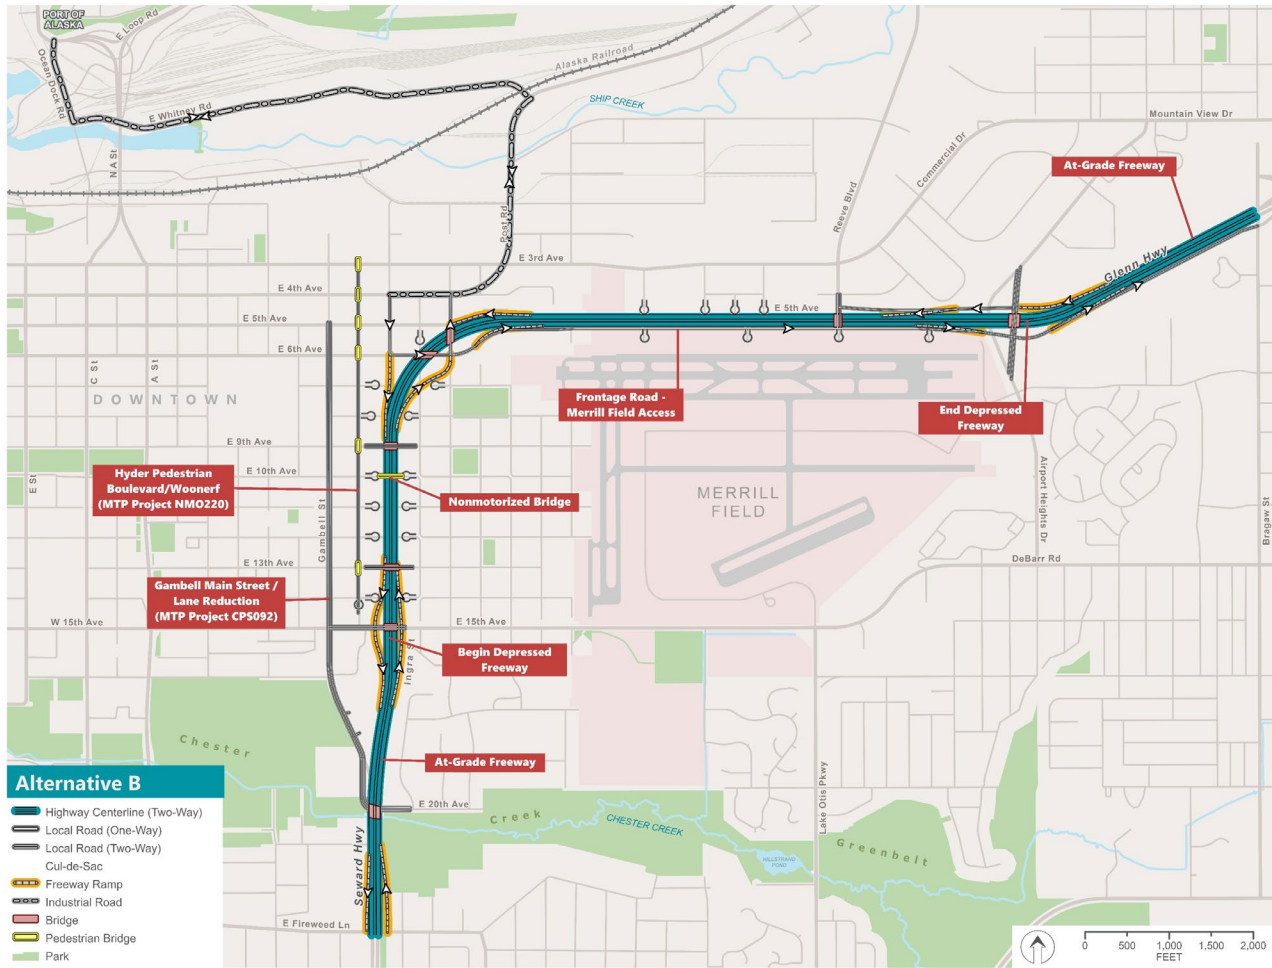 PORT OF
ALASKA
E Loop Rd
Ocean Dock Rd
E Whitney Rd
Alaska Railroad
SHIP CREEK
Mountain View Dr
N A St
Post Rd
Reeve Blvd
Commercial Dr
At-Grade Freeway
Glenn Hwy
E 3rd Ave
E 4th Ave
E 5th Ave
E 5th Ave
E 6th Ave
C St
A St
DOWNTOWN
Frontage Road -
Merrill Field Access
End Depressed
Freeway
E 9th Ave
E 10th Ave
E St
Hyder Pedestrian
Boulevard/Woonerf
(MTP Project NMO220)
Nonmotorized Bridge
MERRILL
FIELD
Gambell St
Airport Heights Dr
Bragaw St
E 13th Ave
DeBarr Rd
Gambell Main Street /
Lane Reduction
(MTP Project CPS092)
W 15th Ave
E 15th Ave
Ingra St
Begin Depressed
Freeway
Chester
At-Grade Freeway
E 20th Ave
Creek
CHESTER CREEK
Lake Otis Pkwy
Greenbelt
HILLSTRAND
POND
Seward Hwy
E Fireweed Ln
Alternative B
Highway Centerline (Two-Way)
Local Road (One-Way)
Local Road (Two-Way)
Cul-de-Sac
Freeway Ramp
Industrial Road
Bridge
Pedestrian Bridge
Park
0 500 1,000 1,500 2,000
FEET